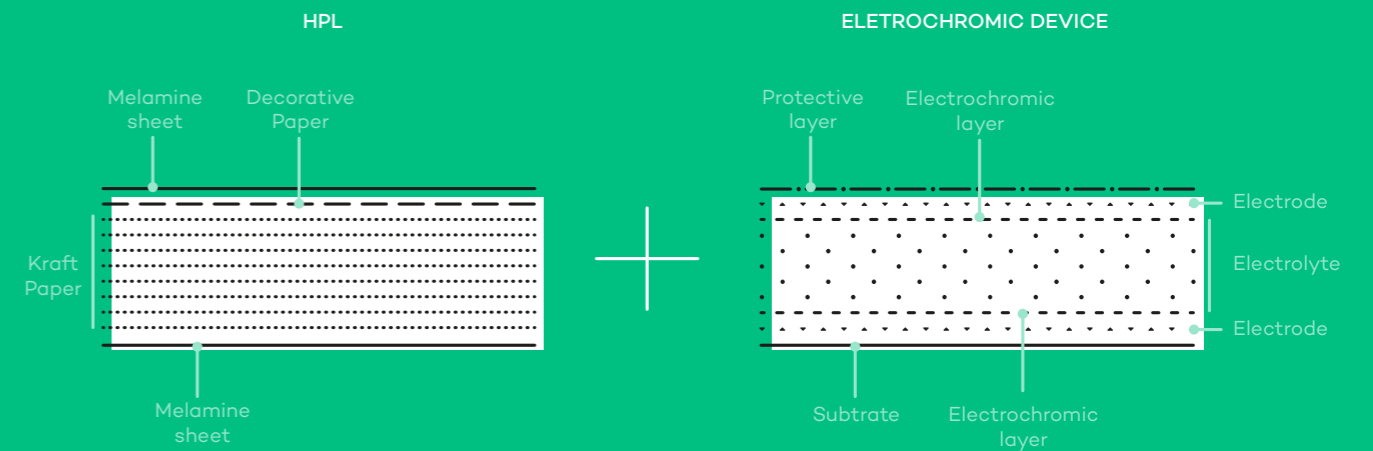 HPL
Melamine
sheet
Decorative
Paper
Kraft
Paper
Melamine
sheet
ELETROCHROMIC DEVICE
Protective
layer
Electrochromic
layer
Electrode
Electrolyte
Electrode
Subtrate
Electrochromic
layer